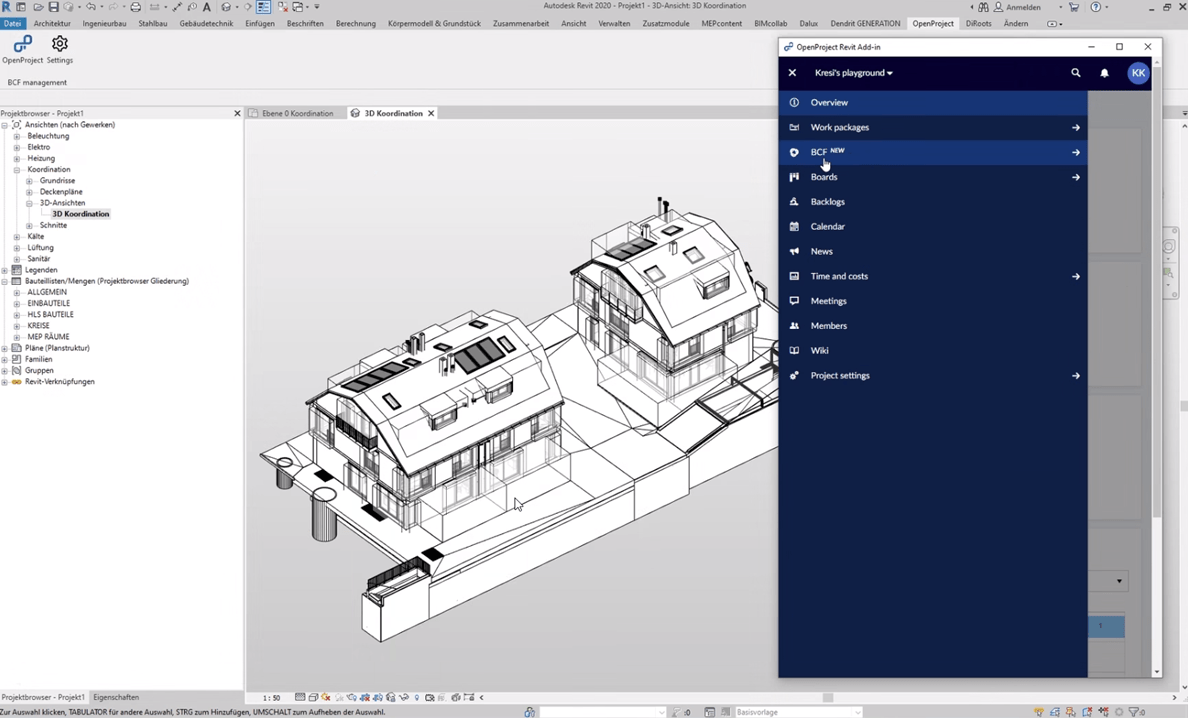 Autodesk Revit 2020 - Projekt1 - 3D-Ansicht: 3D Koordination
Anmelden
Datei Architektur Ingenieurbau Stahlbau Gebäudetechnik Einfügen Beschriften Berechnung Körpermodell & Grundstück Zusammenarbeit Ansicht Verwalten Zusatzmodule MEPcontent BIMcollab Dalux Dendrit GENERATION OpenProject DiRoots Ändern
OpenProject Settings
BCF management
Projektbrowser - Projekt1
Ansichten (nach Gewerken)
Beleuchtung
Elektro
Heizung
Koordination
Grundrisse
Deckenpläne
3D-Ansichten
3D Koordination
Schnitte
Kälte
Lüftung
Sanitär
Legenden
Bauteillisten/Mengen (Projektbrowser Gliederung)
ALLGEMEIN
EINBAUTEILE
HLS BAUTEILE
KREISE
MEP RÄUME
Pläne (Planstruktur)
Familien
Gruppen
Revit-Verknüpfungen
Ebene 0 Koordination
3D Koordination
OpenProject Revit Add-in
Kresi's playground
KK
Overview
Work packages
BCF NEW
Boards
Backlogs
Calendar
News
Time and costs
Meetings
Members
Wiki
Project settings
1
Projektbrowser - Projekt1 Eigenschaften
1 : 50
Zur Auswahl klicken, TABULATOR für andere Auswahl, STRG zum Hinzufügen, UMSCHALT zum Aufheben der Auswahl.
:0
Basisvorlage
:0